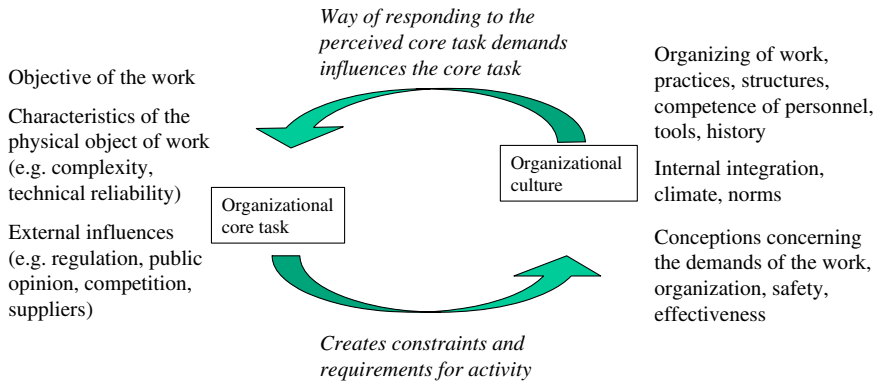 Way of responding to the
perceived core task demands
influences the core task
Objective of the work
Characteristics of the
physical object of work
(e.g. complexity,
technical reliability)
External influences
(e.g. regulation, public
opinion, competition,
suppliers)
Organizational
core task
Organizational
culture
Organizing of work,
practices, structures,
competence of personnel,
tools, history
Internal integration,
climate, norms
Conceptions concerning
the demands of the work,
organization, safety,
effectiveness
Creates constraints and
requirements for activity